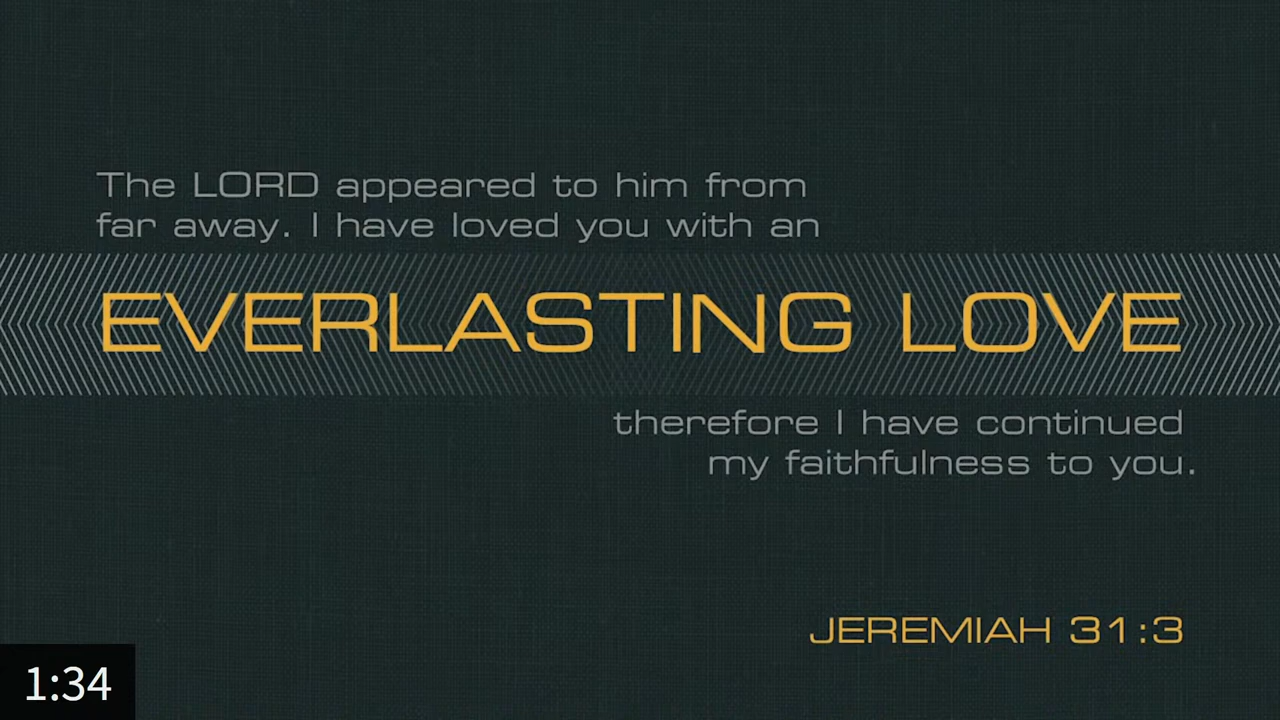 The LORD appeared to him from
far away. I have loved you with an
EVERLASTING LOVE
therefore I have continued
my faithfulness to you.
JEREMIAH 31:3
1:34